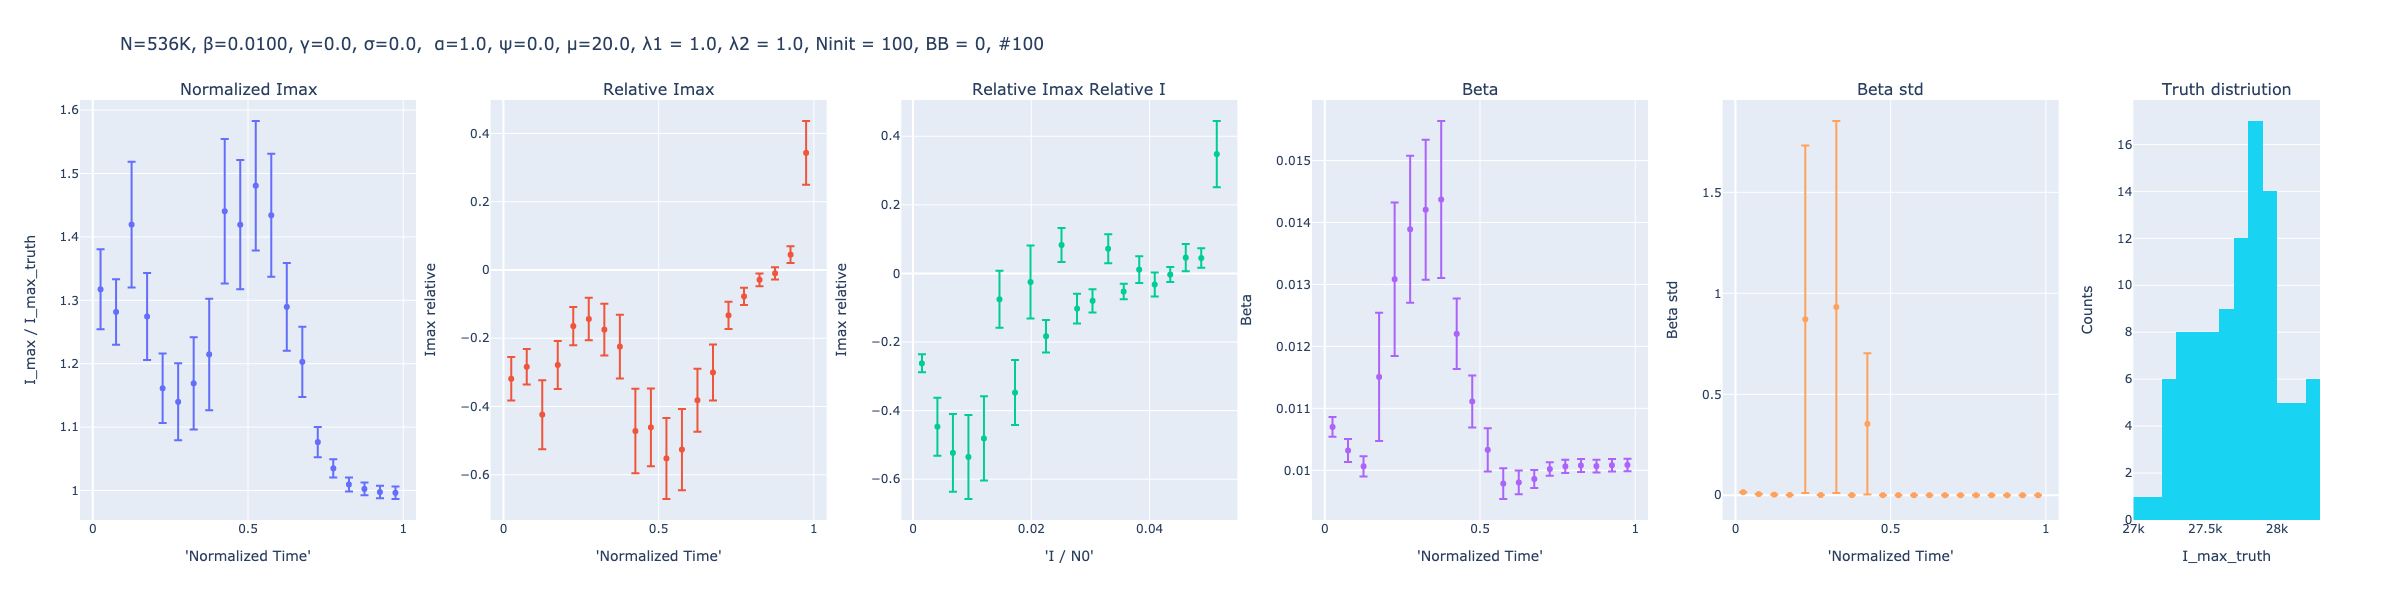 N=536K, β=0.0100, γ=0.0, σ=0.0,  α=1.0, ψ=0.0, μ=20.0, λ1 = 1.0, λ2 = 1.0, Ninit = 100, BB = 0, #100
Normalized Imax
1.6
1.5
1.4
1.3
1.2
1.1
1
0
0.5
1
I_max / I_max_truth
'Normalized Time'
Relative Imax
0.4
0.2
0
−0.2
−0.4
−0.6
0
0.5
1
Imax relative
'Normalized Time'
Relative Imax Relative I
0.4
0.2
0
−0.2
−0.4
−0.6
0
0.02
0.04
Imax relative
'I / N0'
Beta
0.015
0.014
0.013
0.012
0.011
0.01
0
0.5
1
Beta
'Normalized Time'
Beta std
1.5
1
0.5
0
0
0.5
1
Beta std
'Normalized Time'
Truth distriution
16
14
12
10
8
6
4
2
0
27k
27.5k
28k
Counts
I_max_truth